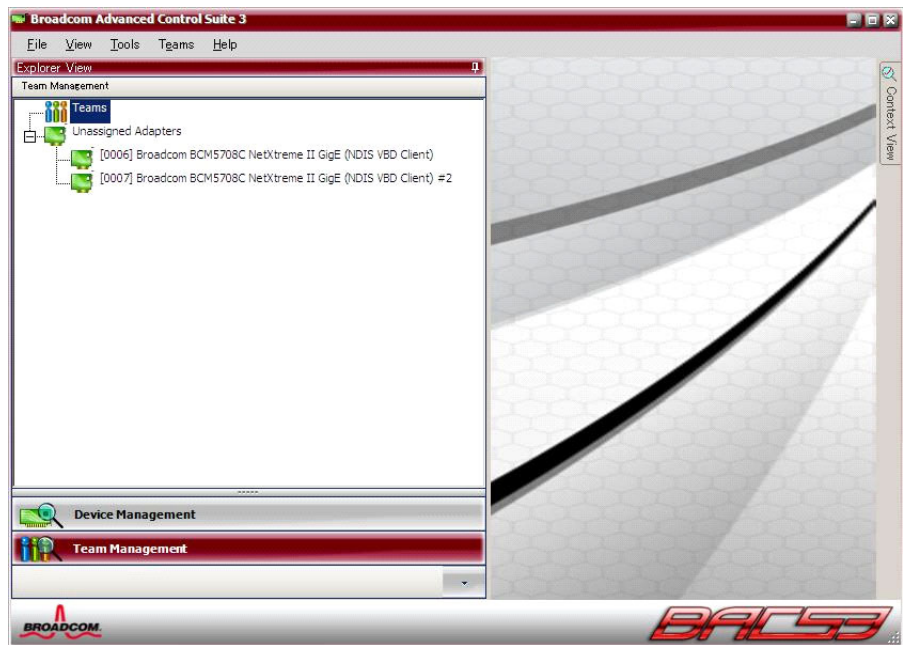 Broadcom Advanced Control Suite 3
File View Tools Teams Help
Explorer View
Team Management
Teams
Unassigned Adapters
[0006] Broadcom BCM5708C NetXtreme II GigE (NDIS VBD Client)
[0007] Broadcom BCM5708C NetXtreme II GigE (NDIS VBD Client) #2
Context View
Device Management
Team Management
BROADCOM.
BACS3